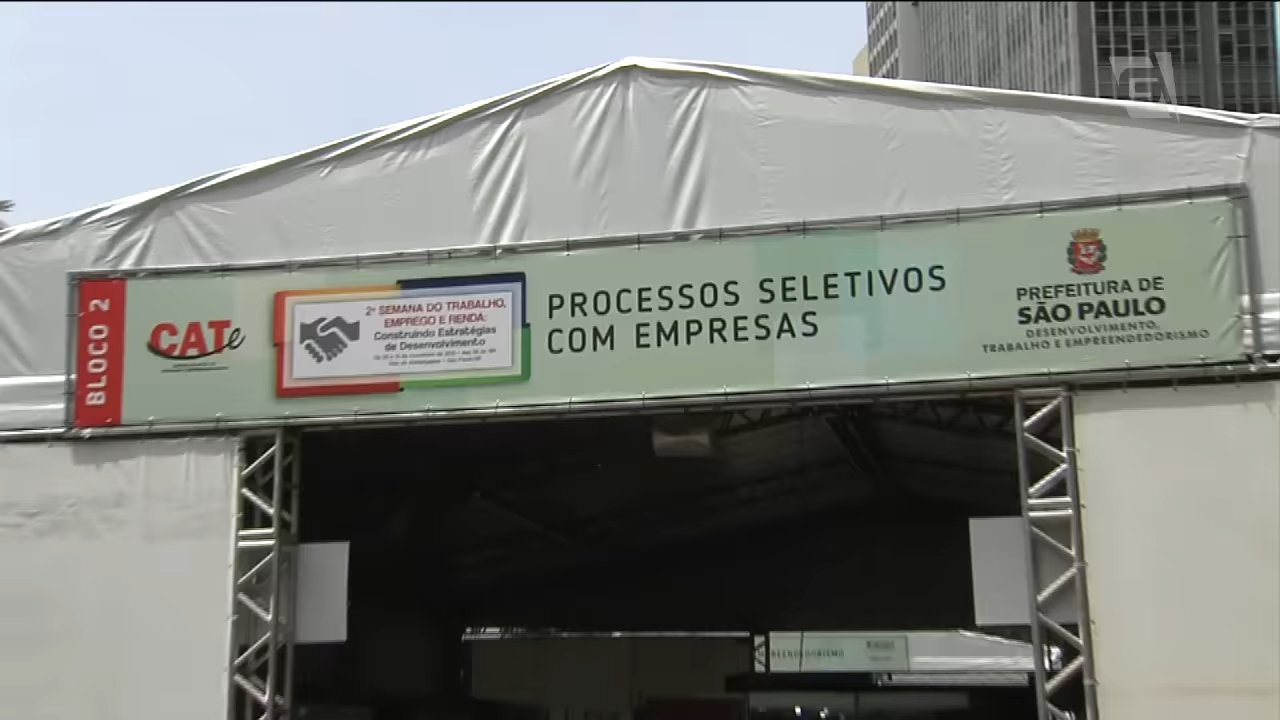 BLOCO 2
CATe
2ª SEMANA DO TRABALHO,
EMPREGO E RENDA:
Construindo Estratégias
de Desenvolvimento
PROCESSOS SELETIVOS
COM EMPRESAS
PREFEITURA DE
SÃO PAULO
DESENVOLVIMENTO,
TRABALHO E EMPREENDEDORISMO
REENDEDORISMO